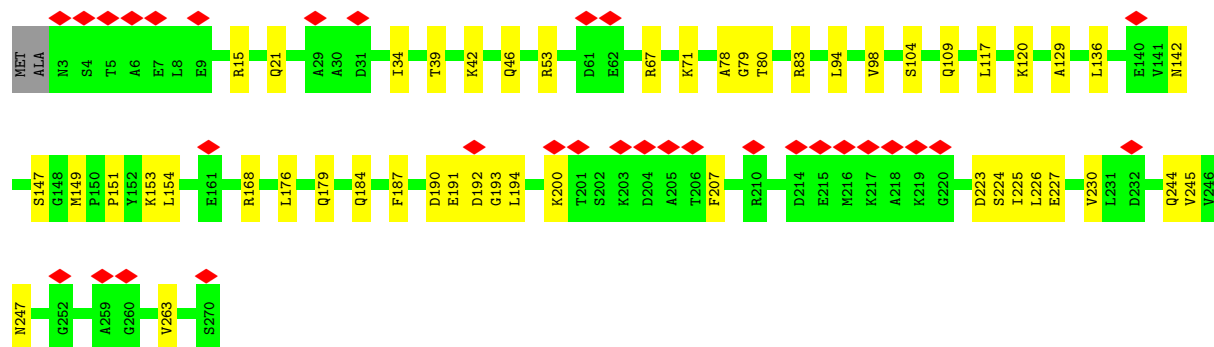 MET ALA N3 S4 T5 A6 E7 L8 E9 R15 Q21 A29 A30 D31 I34 T39 K42 Q46 R53 D61 E62 R67 K71 A78 G79 T80 R83 L94 V98 S104 Q109 L117 K120 A129 L136 E140 V141 N142
S147 G148 M149 P150 P151 Y152 K153 L154 E161 R168 L176 Q179 Q184 F187 D190 E191 D192 G193 L194 K200 T201 S202 K203 D204 A205 T206 F207 R210 D214 E215 M216 K217 A218 K219 G220 D223 S224 I225 L226 E227 V230 L231 D232 Q244 V245 V246
N247 G252 A259 G260 V263 S270